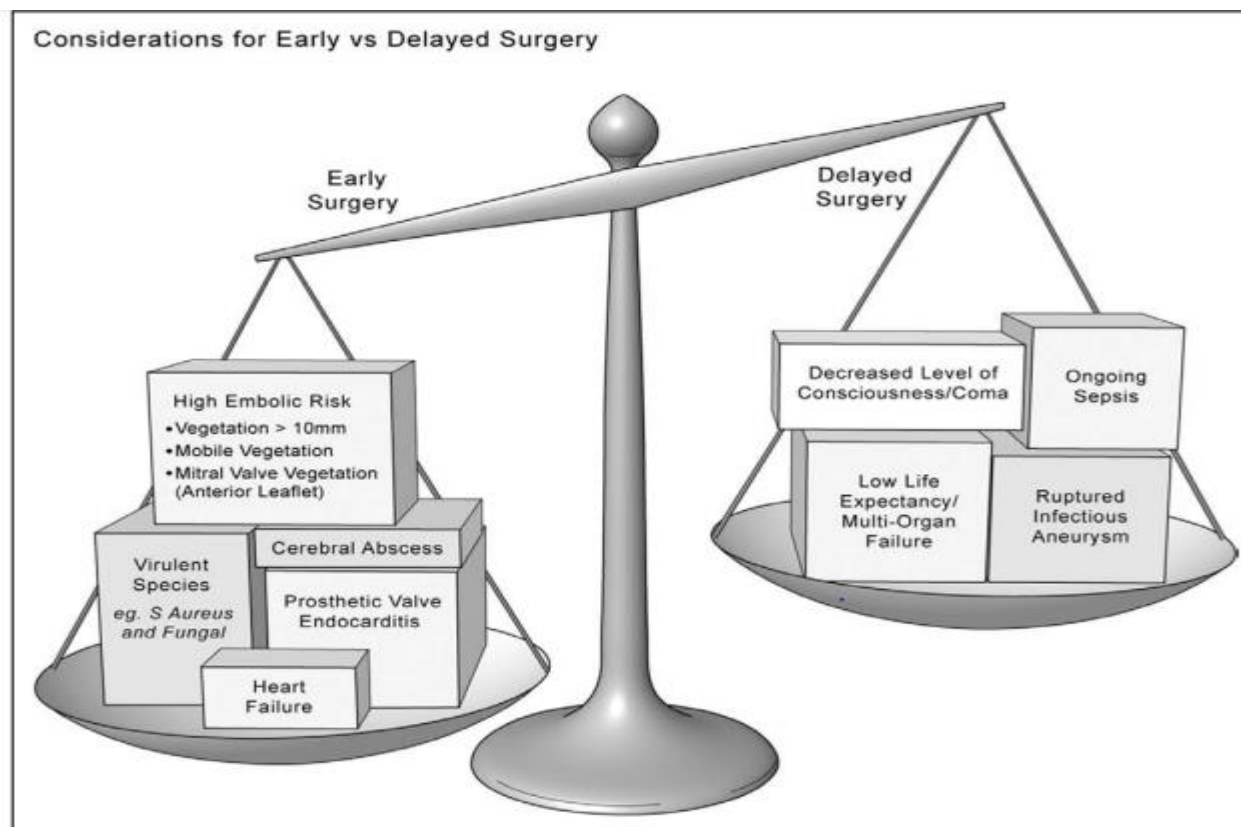 Considerations for Early vs Delayed Surgery
Early
Surgery
Delayed
Surgery
High Embolic Risk
•Vegetation > 10mm
•Mobile Vegetation
•Mitral Valve Vegetation
(Anterior Leaflet)
Cerebral Abscess
Virulent
Species
eg. S Aureus
and Fungal
Prosthetic Valve
Endocarditis
Heart
Failure
Decreased Level of
Consciousness/Coma
Ongoing
Sepsis
Low Life
Expectancy/
Multi-Organ
Failure
Ruptured
Infectious
Aneurysm